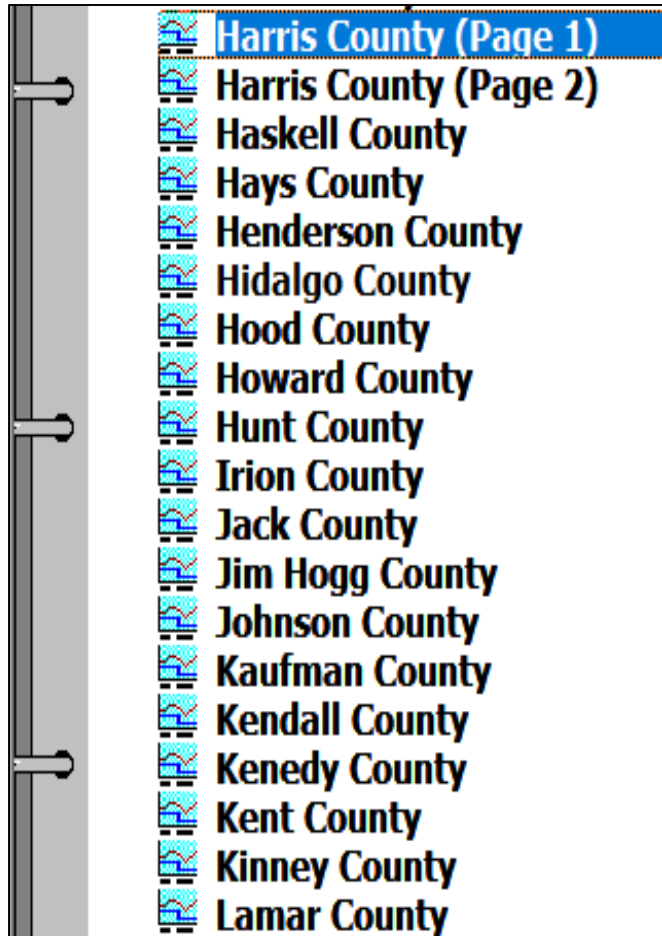 Harris County (Page 1)
Harris County (Page 2)
Haskell County
Hays County
Henderson County
Hidalgo County
Hood County
Howard County
Hunt County
Irion County
Jack County
Jim Hogg County
Johnson County
Kaufman County
Kendall County
Kenedy County
Kent County
Kinney County
Lamar County